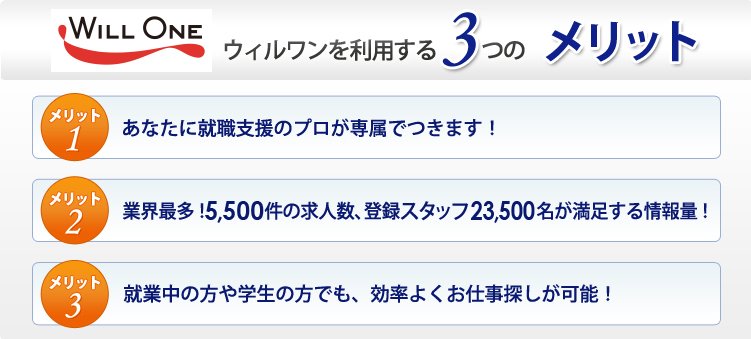 WILL ONE
ウィルワンを利用する3つの メリット
メリット
1
あなたに就職支援のプロが専属でつきます！
メリット
2
業界最多！5,500件の求人数、登録スタッフ23,500名が満足する情報量！
メリット
3
就業中の方や学生の方でも、効率よくお仕事探しが可能！